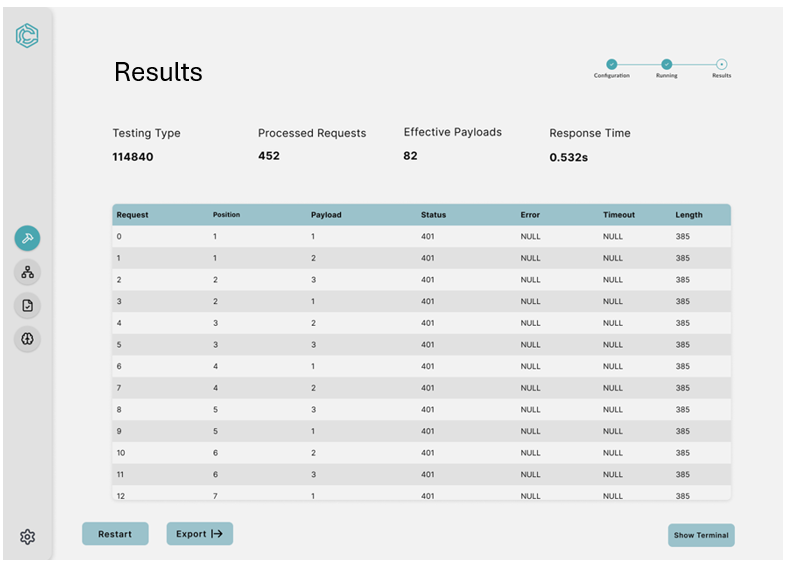 Results
Configuration Running Results
Testing Type Processed Requests Effective Payloads Response Time
114840 452 82 0.532s
Request Position Payload Status Error Timeout Length
0 1 1 401 NULL NULL 385
1 1 2 401 NULL NULL 385
2 2 3 401 NULL NULL 385
3 2 1 401 NULL NULL 385
4 3 2 401 NULL NULL 385
5 3 3 401 NULL NULL 385
6 4 1 401 NULL NULL 385
7 4 2 401 NULL NULL 385
8 5 3 401 NULL NULL 385
9 5 1 401 NULL NULL 385
10 6 2 401 NULL NULL 385
11 6 3 401 NULL NULL 385
12 7 1 401 NULL NULL 385
Restart Export Show Terminal